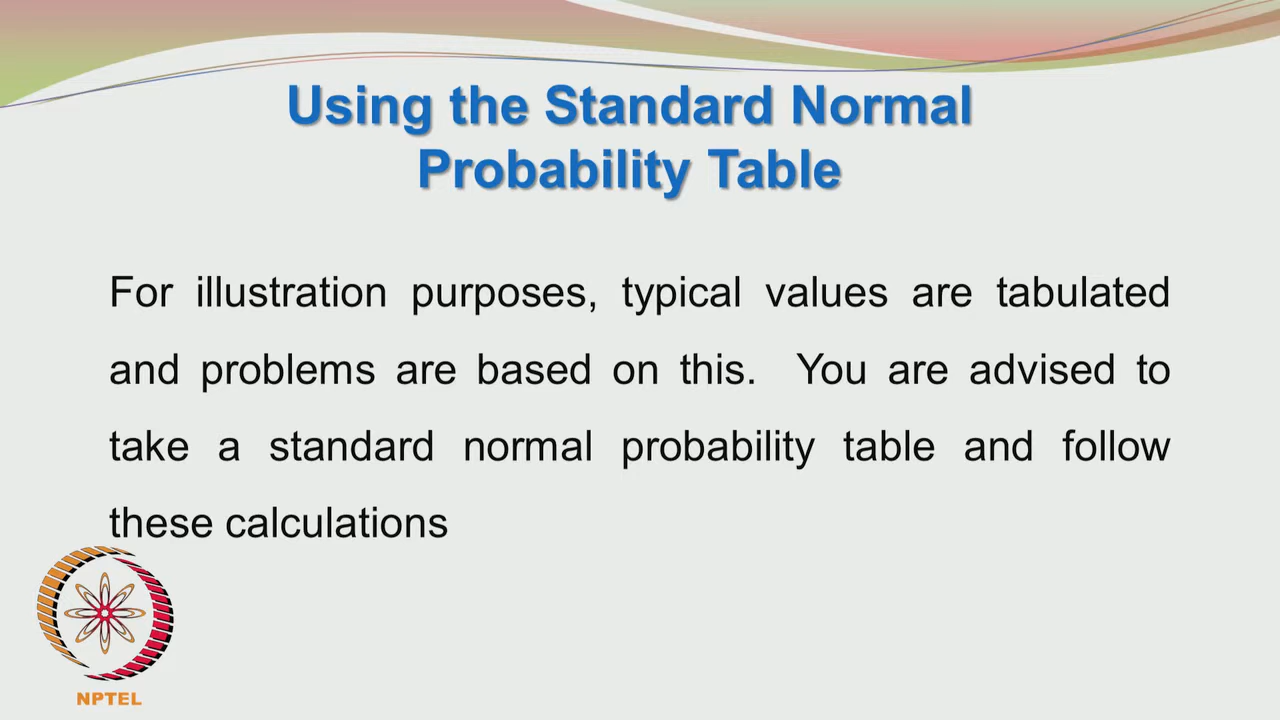 Using the Standard Normal
Probability Table
For illustration purposes, typical values are tabulated
and problems are based on this. You are advised to
take a standard normal probability table and follow
these calculations
NPTEL